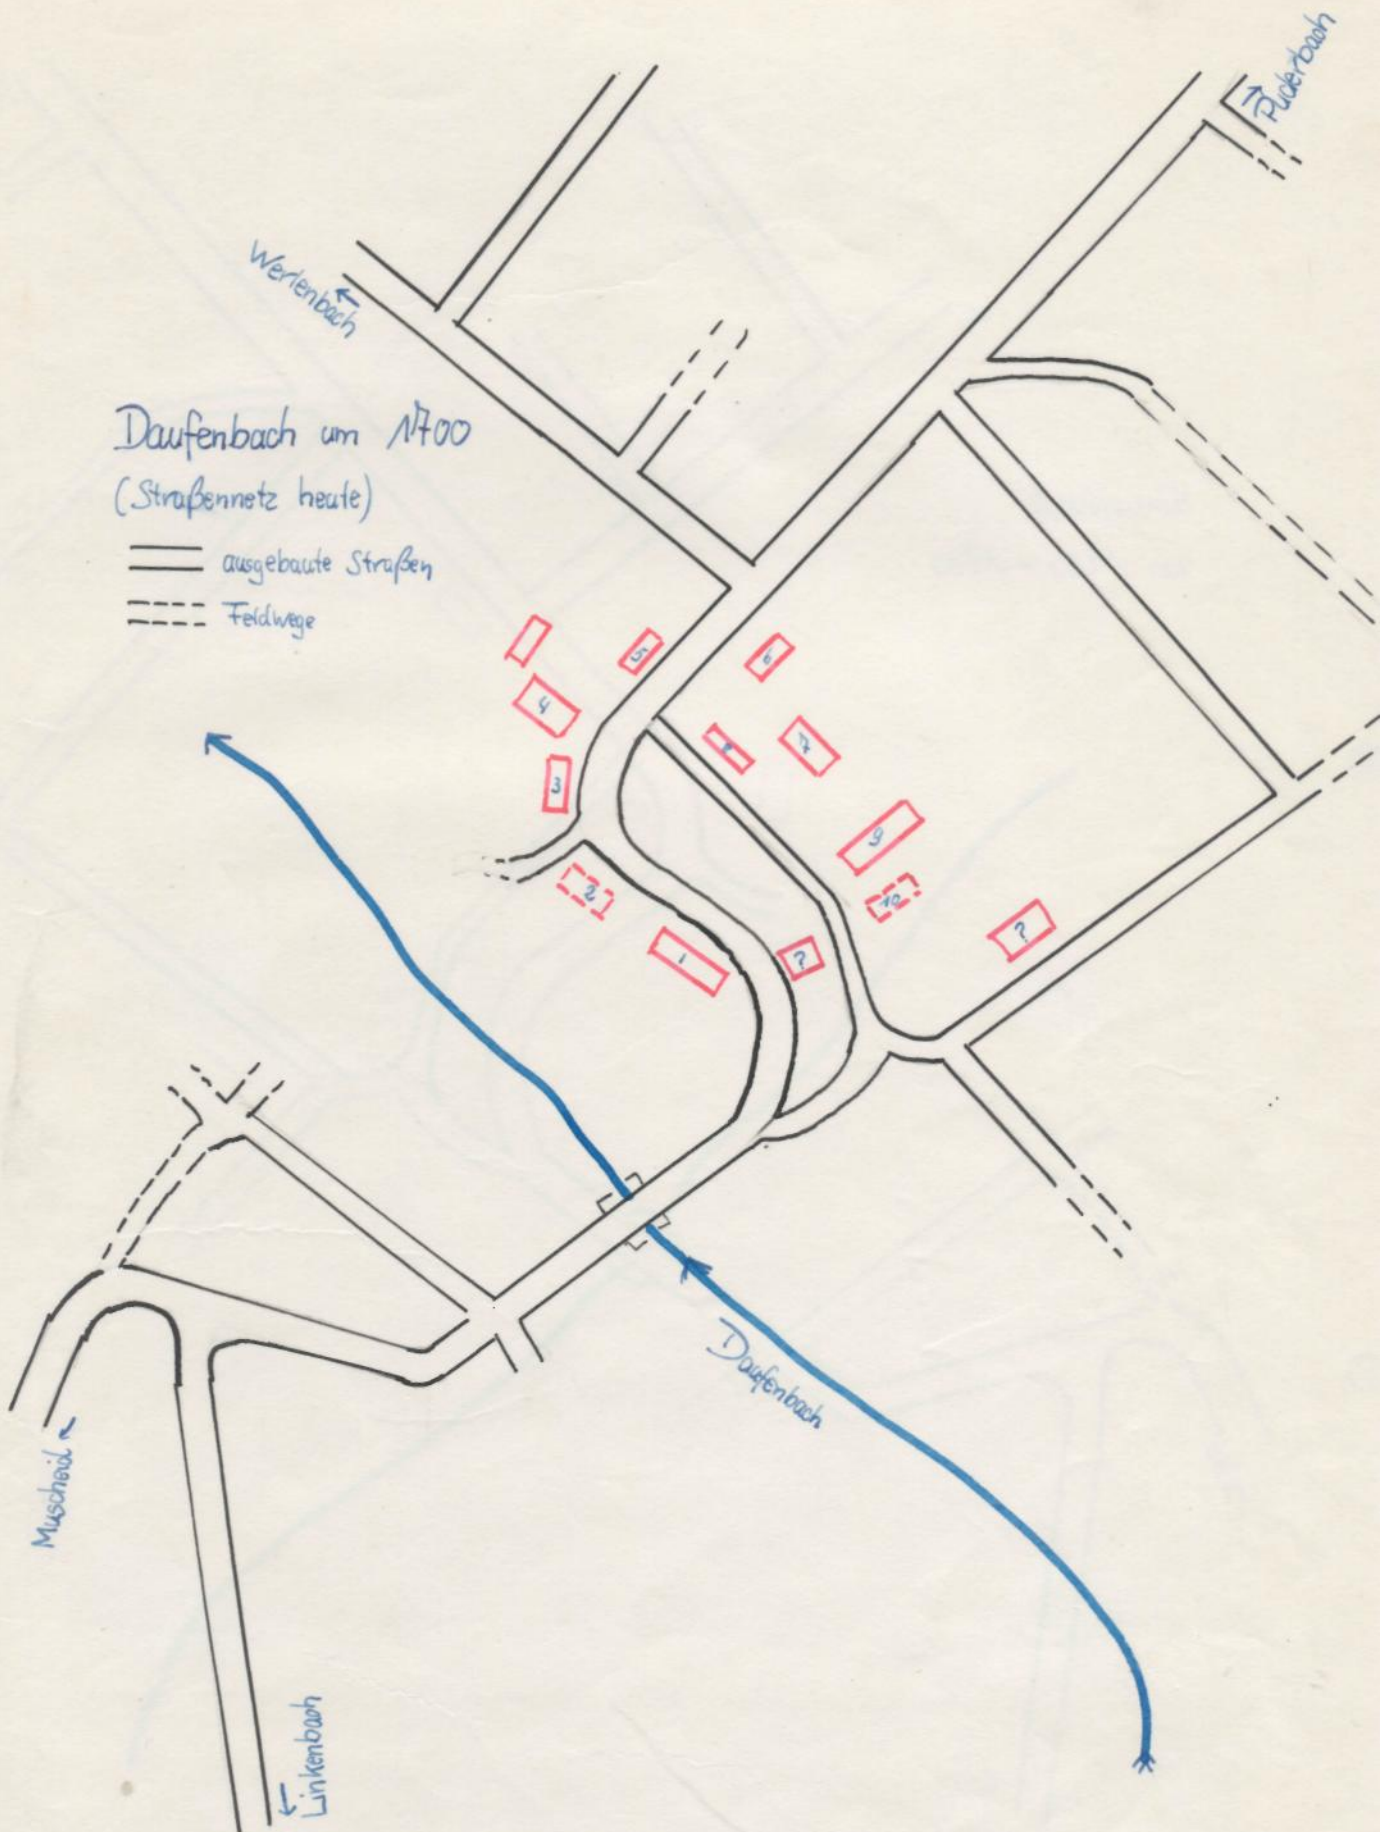 Puderbach
Werlenbach
Daufenbach um 1700
(Straßennetz heute)
ausgebaute Straßen
Feldwege
5
6
4
8
7
3
9
2
10
?
1
?
Daufenbach
Muscheid
Linkenbach